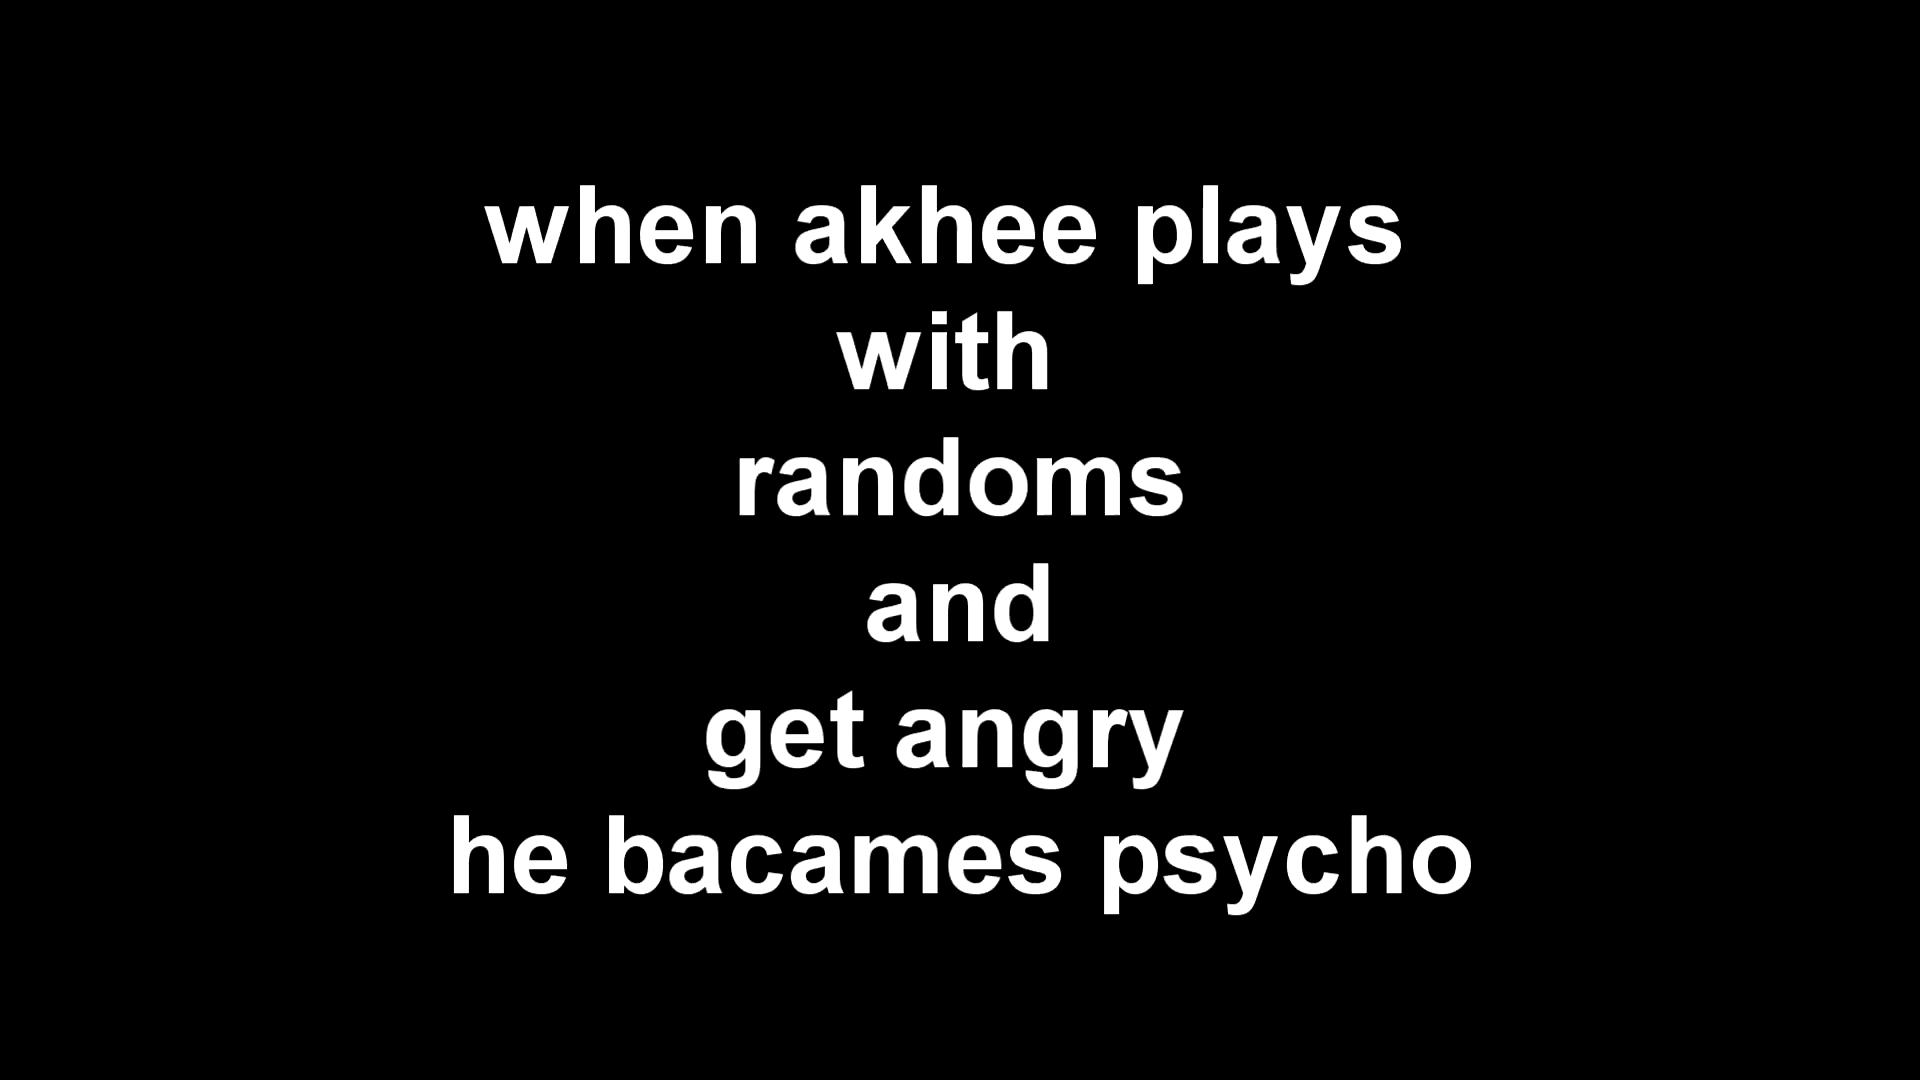 when akhee plays
with
randoms
and
get angry
he bacames psycho